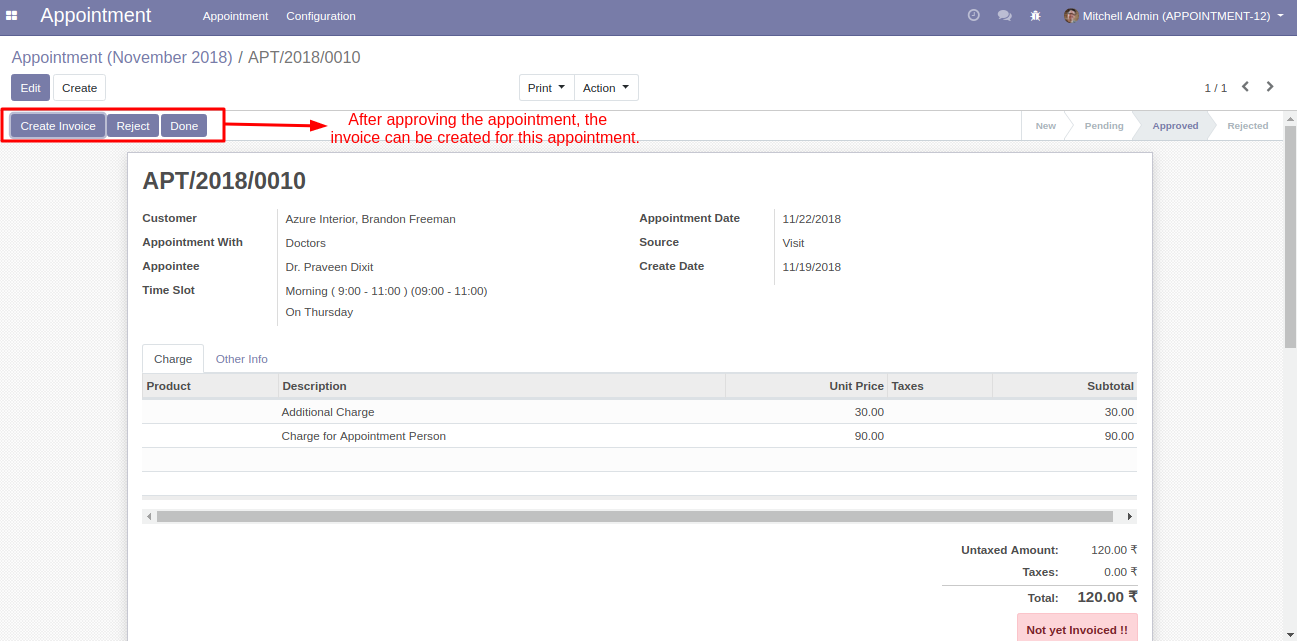 Appointment Appointment Configuration Mitchell Admin (APPOINTMENT-12)
Appointment (November 2018) / APT/2018/0010
Edit Create Print Action 1 / 1
Create Invoice Reject Done New Pending Approved Rejected
After approving the appointment, the
invoice can be created for this appointment.
APT/2018/0010
Customer Azure Interior, Brandon Freeman Appointment Date 11/22/2018
Appointment With Doctors Source Visit
Appointee Dr. Praveen Dixit Create Date 11/19/2018
Time Slot Morning ( 9:00 - 11:00 ) (09:00 - 11:00)
On Thursday
Charge Other Info
Product Description Unit Price Taxes Subtotal
Additional Charge 30.00 30.00
Charge for Appointment Person 90.00 90.00
Untaxed Amount: 120.00 ₹
Taxes: 0.00 ₹
Total: 120.00 ₹
Not yet Invoiced !!